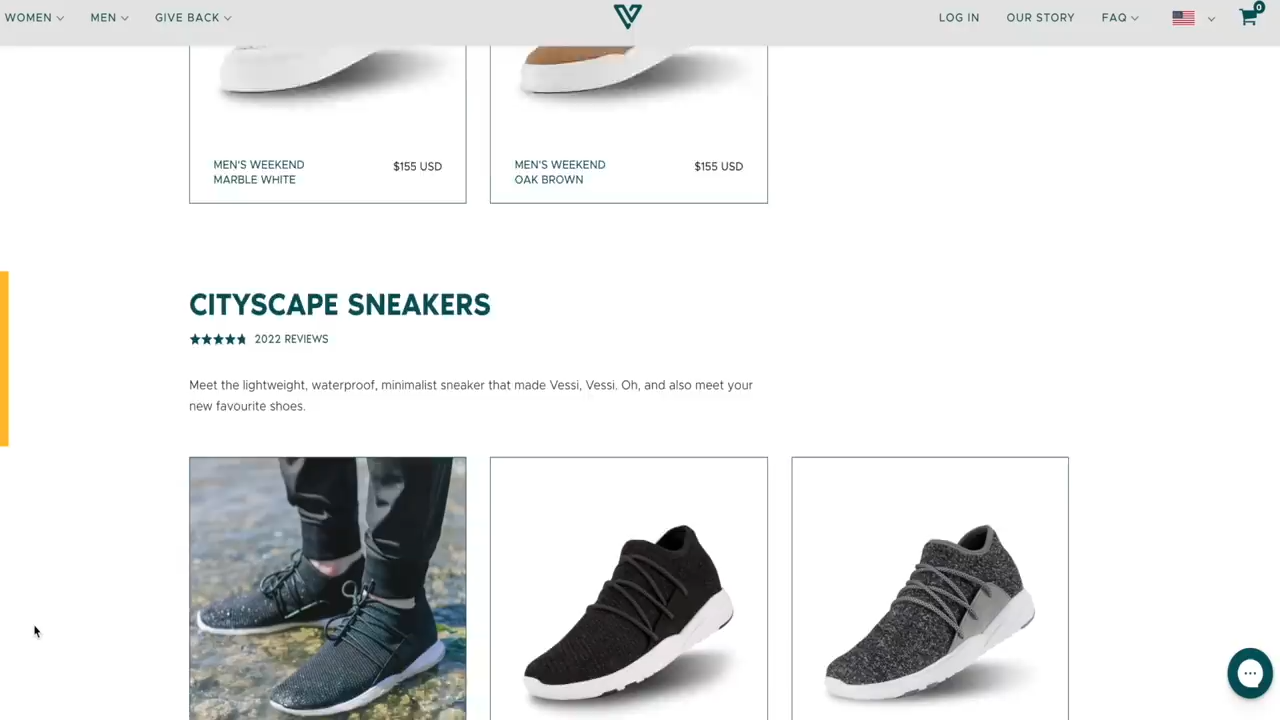 WOMEN MEN GIVE BACK LOG IN OUR STORY FAQ 0
MEN'S WEEKEND
MARBLE WHITE
$155 USD
MEN'S WEEKEND
OAK BROWN
$155 USD
CITYSCAPE SNEAKERS
2022 REVIEWS
Meet the lightweight, waterproof, minimalist sneaker that made Vessi, Vessi. Oh, and also meet your
new favourite shoes.